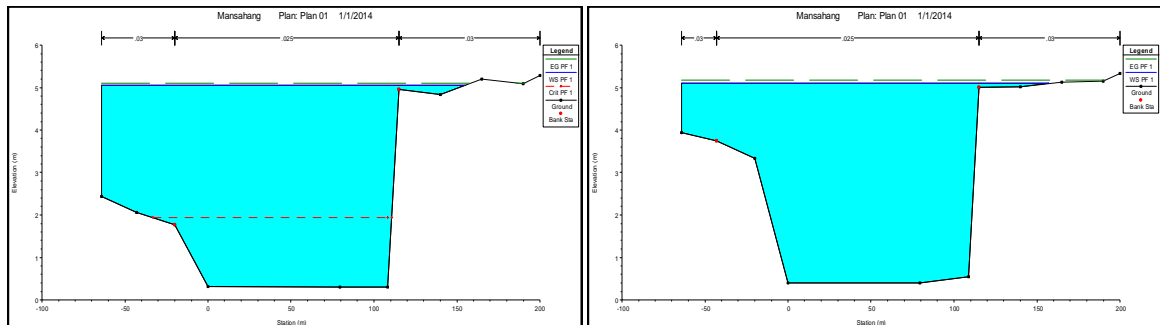 Mansahang Plan: Plan 01 1/1/2014
.03 .025 .03
Legend
EG PF 1
WS PF 1
Crit PF 1
Ground
Bank Sta
Elevation (m)
6
5
4
3
2
1
0
-100 -50 0 50 100 150 200
Station (m)
Mansahang Plan: Plan 01 1/1/2014
.03 .025 .03
Legend
EG PF 1
WS PF 1
Ground
Bank Sta
Elevation (m)
6
5
4
3
2
1
0
-100 -50 0 50 100 150 200
Station (m)